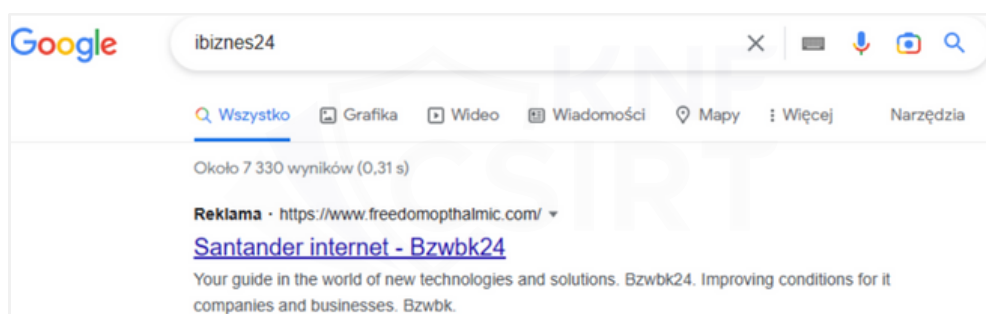 Google
ibiznes24
Wszystko Grafika Wideo Wiadomości Mapy Więcej Narzędzia
Około 7 330 wyników (0,31 s)
Reklama · https://www.freedomopthalmic.com/
Santander internet - Bzwbk24
Your guide in the world of new technologies and solutions. Bzwbk24. Improving conditions for it
companies and businesses. Bzwbk.
KNF
CSIRT